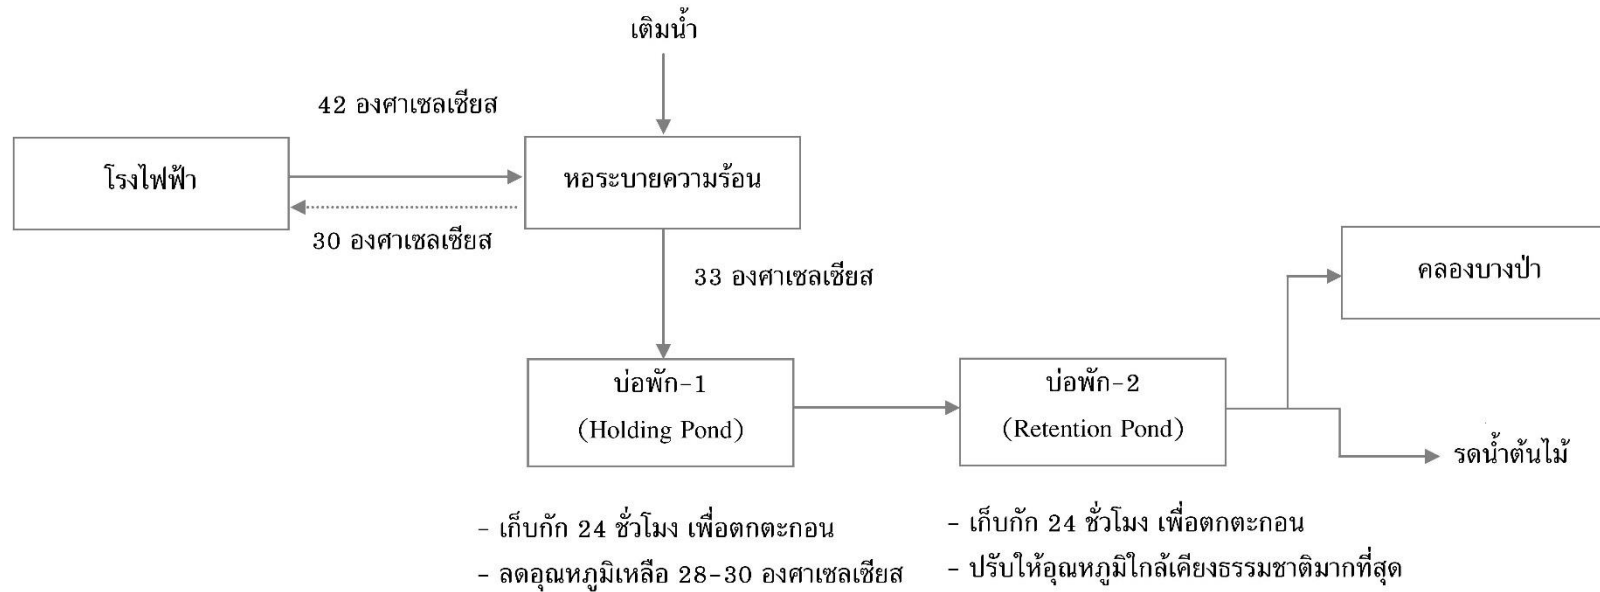 เติมน้ำ
42 องศาเซลเซียส
โรงไฟฟ้า
หอระบายความร้อน
30 องศาเซลเซียส
33 องศาเซลเซียส
คลองบางป่า
บ่อพัก-1
(Holding Pond)
บ่อพัก-2
(Retention Pond)
รดน้ำต้นไม้
- เก็บกัก 24 ชั่วโมง เพื่อตกตะกอน
- ลดอุณหภูมิเหลือ 28-30 องศาเซลเซียส
- เก็บกัก 24 ชั่วโมง เพื่อตกตะกอน
- ปรับให้อุณหภูมิใกล้เคียงธรรมชาติมากที่สุด